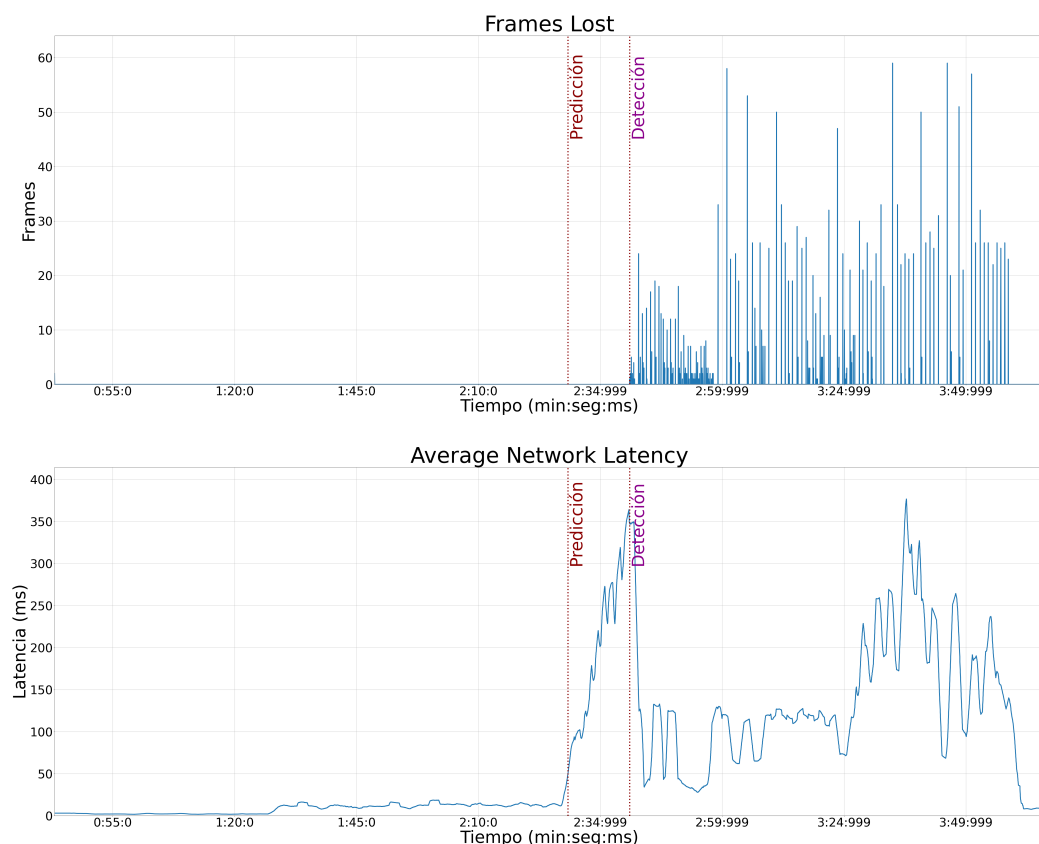 Frames Lost
60
50
40
30
20
10
0
Frames
Predicción
Detección
0:55:0 1:20:0 1:45:0 2:10:0 2:34:999 2:59:999 3:24:999 3:49:999
Tiempo (min:seg:ms)
Average Network Latency
400
350
300
250
200
150
100
50
0
Latencia (ms)
Predicción
Detección
0:55:0 1:20:0 1:45:0 2:10:0 2:34:999 2:59:999 3:24:999 3:49:999
Tiempo (min:seg:ms)